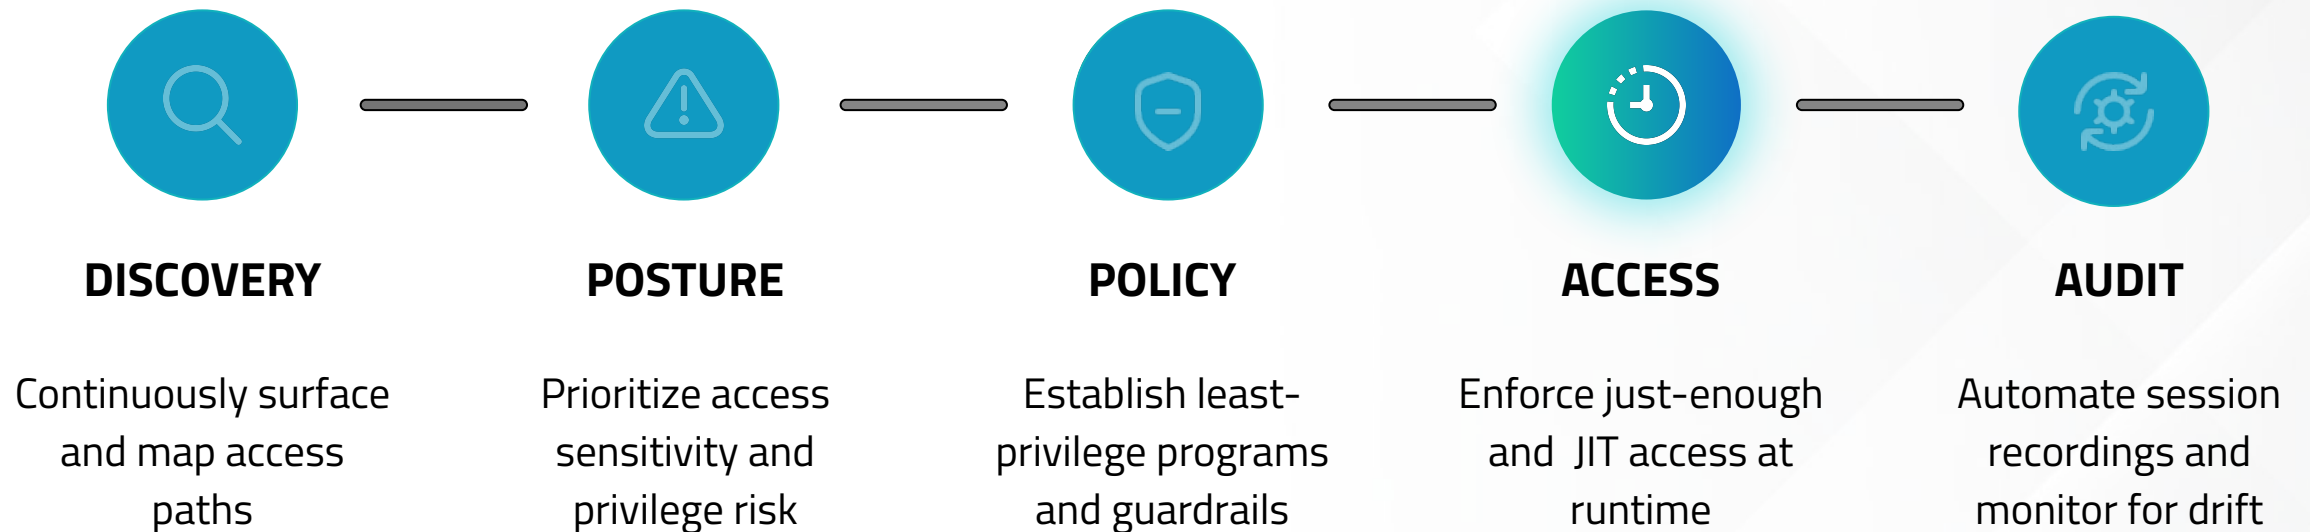 DISCOVERY
Continuously surface
and map access
paths
POSTURE
Prioritize access
sensitivity and
privilege risk
POLICY
Establish least-
privilege programs
and guardrails
ACCESS
Enforce just-enough
and  JIT access at
runtime
AUDIT
Automate session
recordings and
monitor for drift